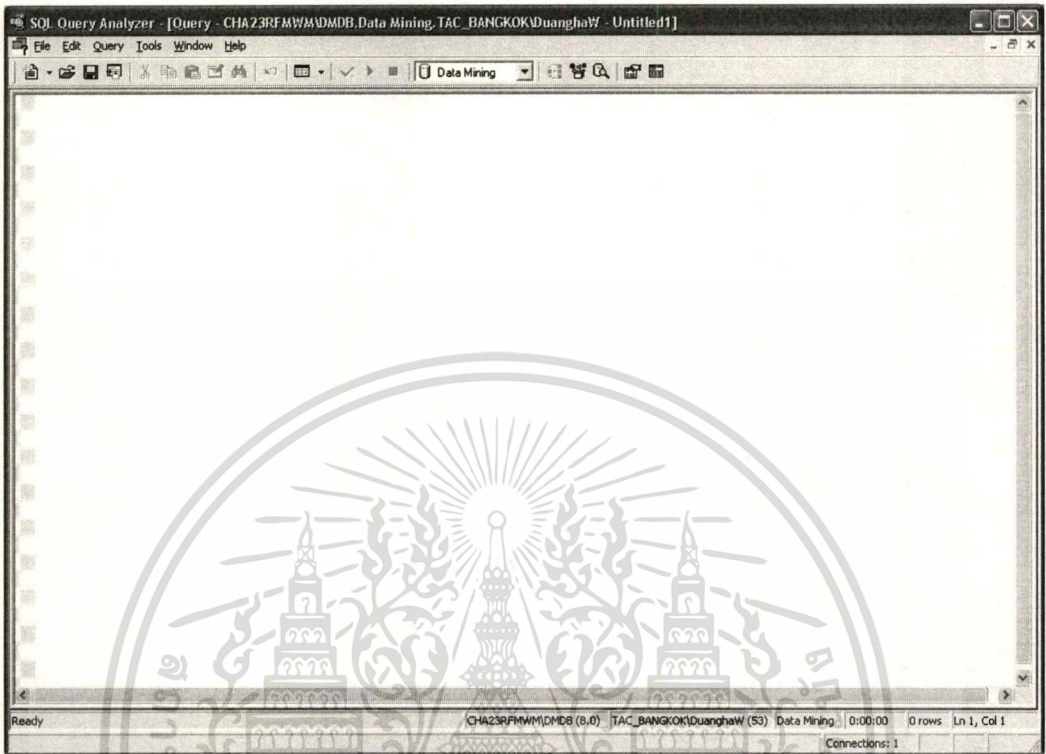 SQL Query Analyzer - [Query - CHA23RFMWM\DMDB.Data Mining.TAC_BANGKOK\DuanghaW - Untitled1]
File Edit Query Tools Window Help
Data Mining
Ready CHA23RFMWM\DMDB (8.0) TAC_BANGKOK\DuanghaW (53) Data Mining 0:00:00 0 rows Ln 1, Col 1
Connections: 1